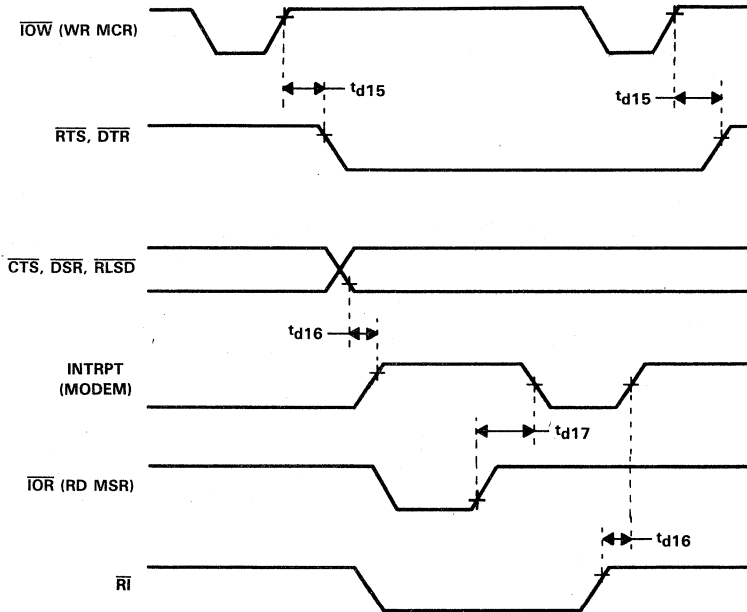 IOW (WR MCR)
td15
td15
RTS, DTR
CTS, DSR, RLSD
td16
INTRPT
(MODEM)
td17
IOR (RD MSR)
td16
RI